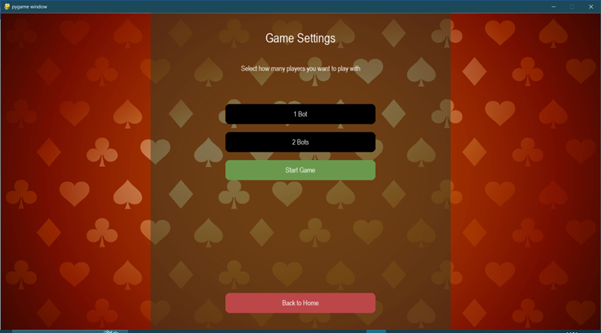 pygame window
Game Settings
Select how many players you want to play with
1 Bot
2 Bots
Start Game
Back to Home